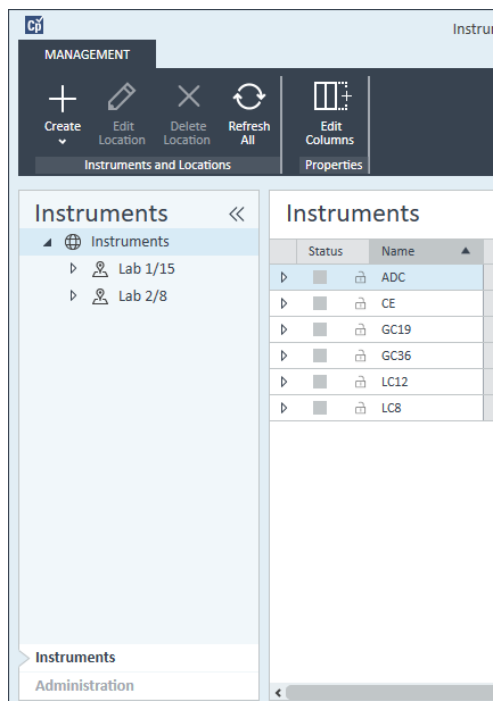 Cp
Instru
MANAGEMENT
Create
Edit Location
Delete Location
Refresh All
Edit Columns
Instruments and Locations
Properties
Instruments
Instruments
Lab 1/15
Lab 2/8
Instruments
Administration
Instruments
Status Name
ADC
CE
GC19
GC36
LC12
LC8